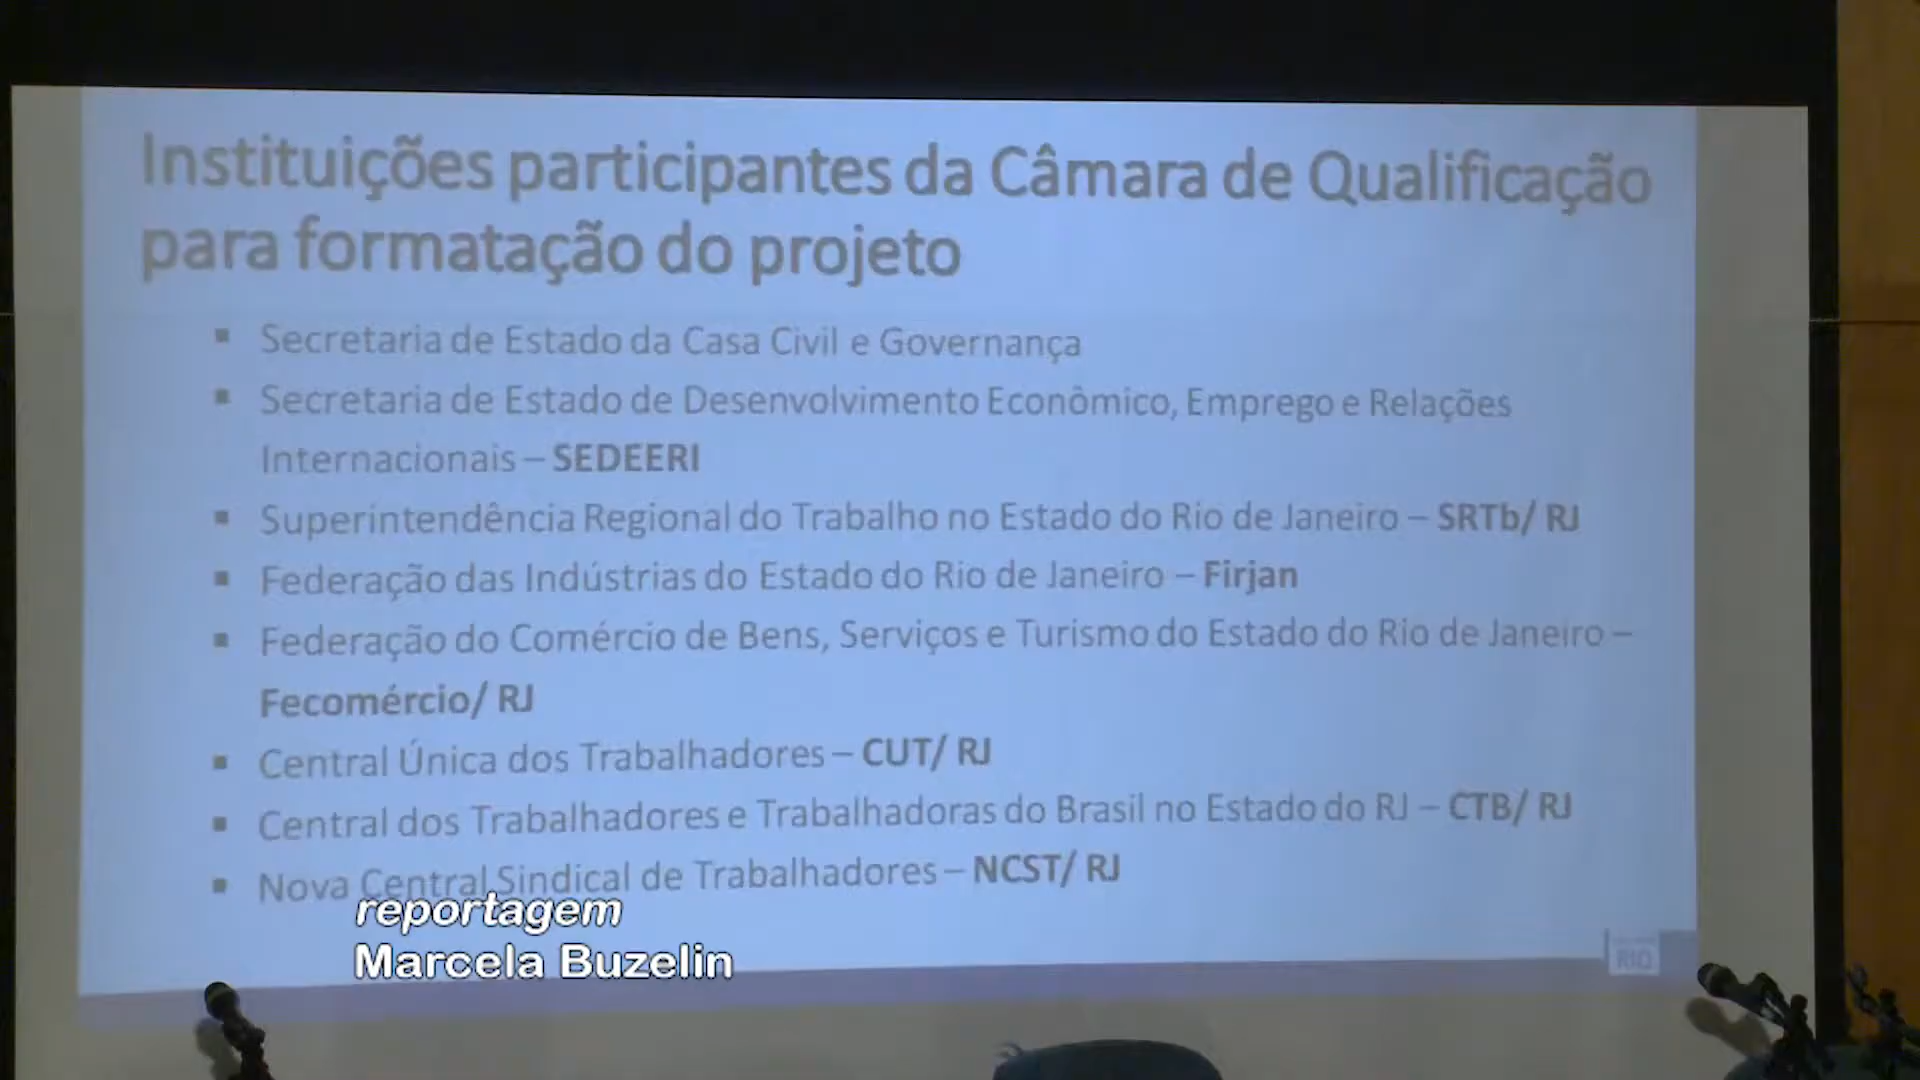 Instituições participantes da Câmara de Qualificação
para formatação do projeto
▪ Secretaria de Estado da Casa Civil e Governança
▪ Secretaria de Estado de Desenvolvimento Econômico, Emprego e Relações
Internacionais – SEDEERI
▪ Superintendência Regional do Trabalho no Estado do Rio de Janeiro – SRTb/ RJ
▪ Federação das Indústrias do Estado do Rio de Janeiro – Firjan
▪ Federação do Comércio de Bens, Serviços e Turismo do Estado do Rio de Janeiro –
Fecomércio/ RJ
▪ Central Única dos Trabalhadores – CUT/ RJ
▪ Central dos Trabalhadores e Trabalhadoras do Brasil no Estado do RJ – CTB/ RJ
▪ Nova Central Sindical de Trabalhadores – NCST/ RJ
reportagem
Marcela Buzelin
RIO